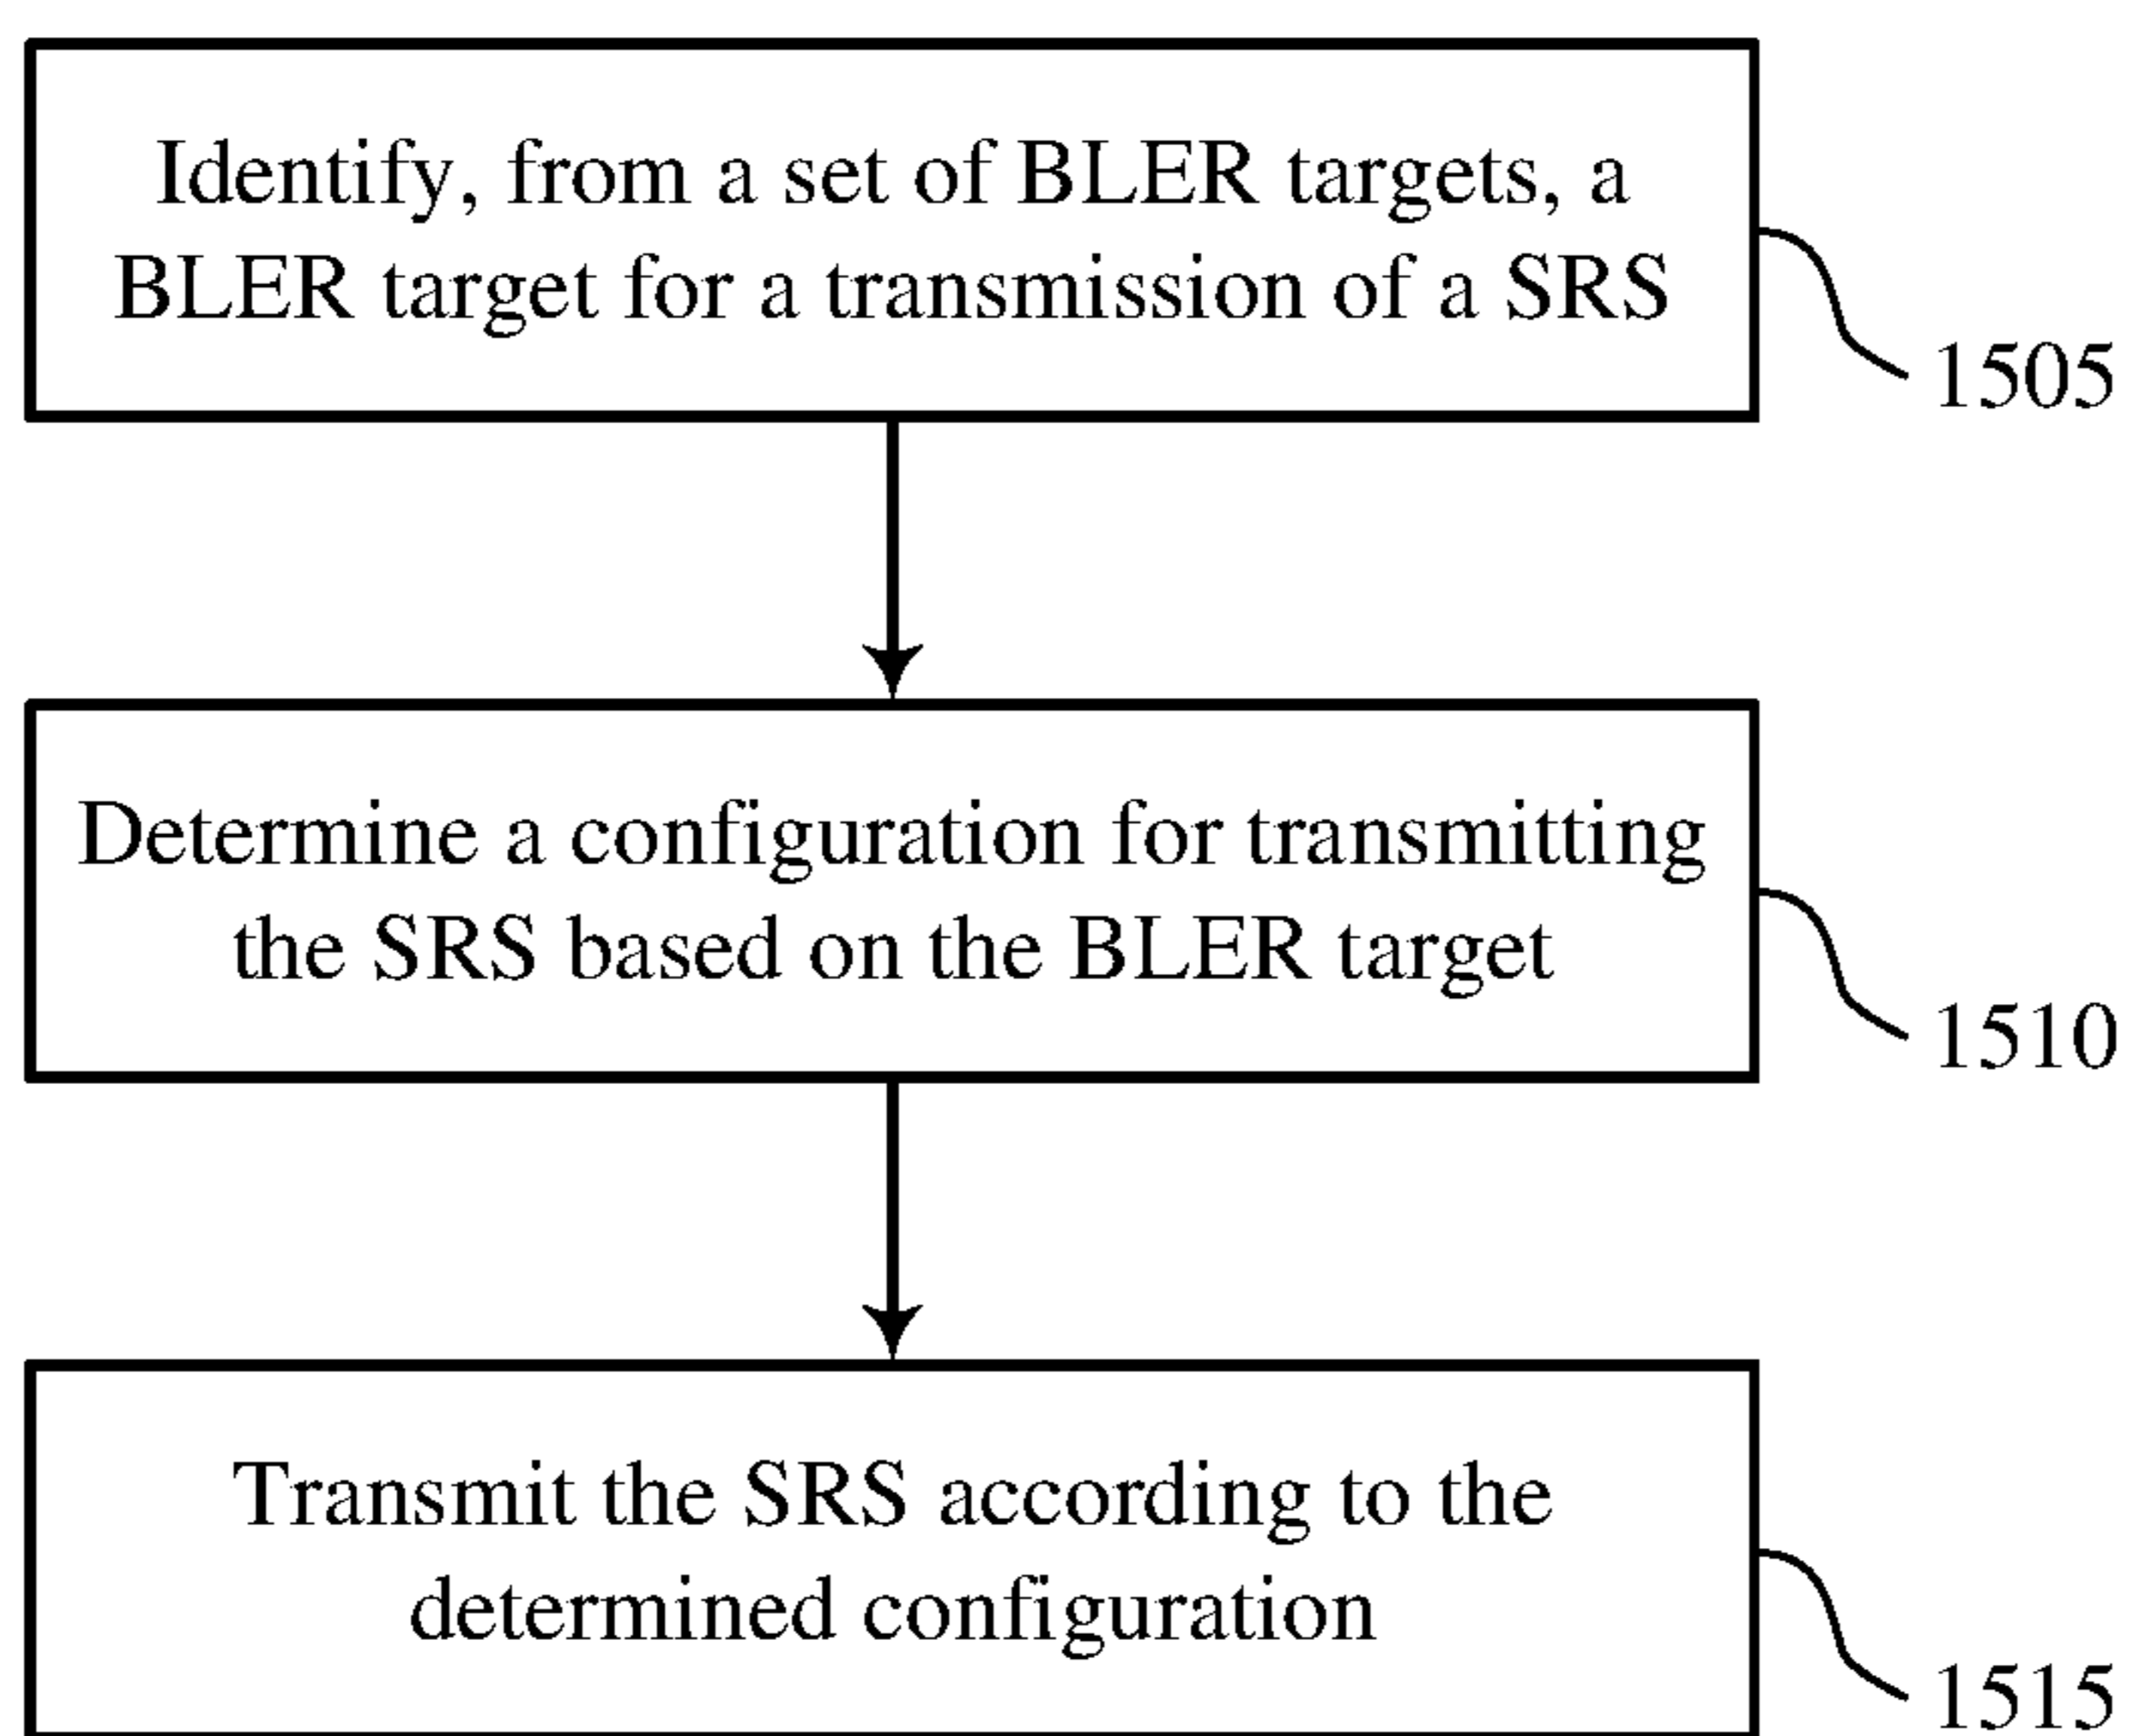 Identify, from a set of BLER targets, a
BLER target for a transmission of a SRS
1505
Determine a configuration for transmitting
the SRS based on the BLER target
1510
Transmit the SRS according to the
determined configuration
1515